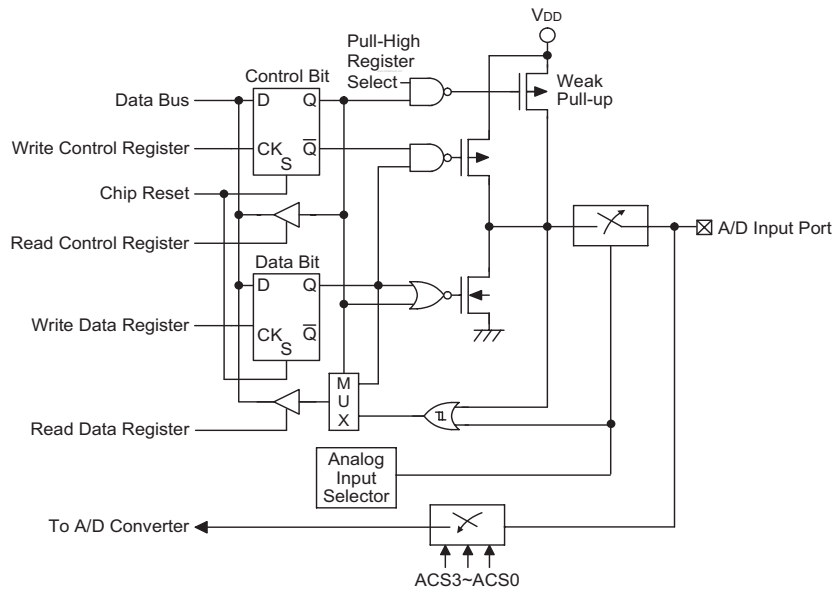 VDD
Pull-High
Register
Select
Weak
Pull-up
Control Bit
Data Bus
D
Q
Write Control Register
CK
Q̅
S
Chip Reset
Read Control Register
A/D Input Port
Data Bit
D
Q
Write Data Register
CK
Q̅
S
M
U
X
Read Data Register
Analog
Input
Selector
To A/D Converter
ACS3~ACS0